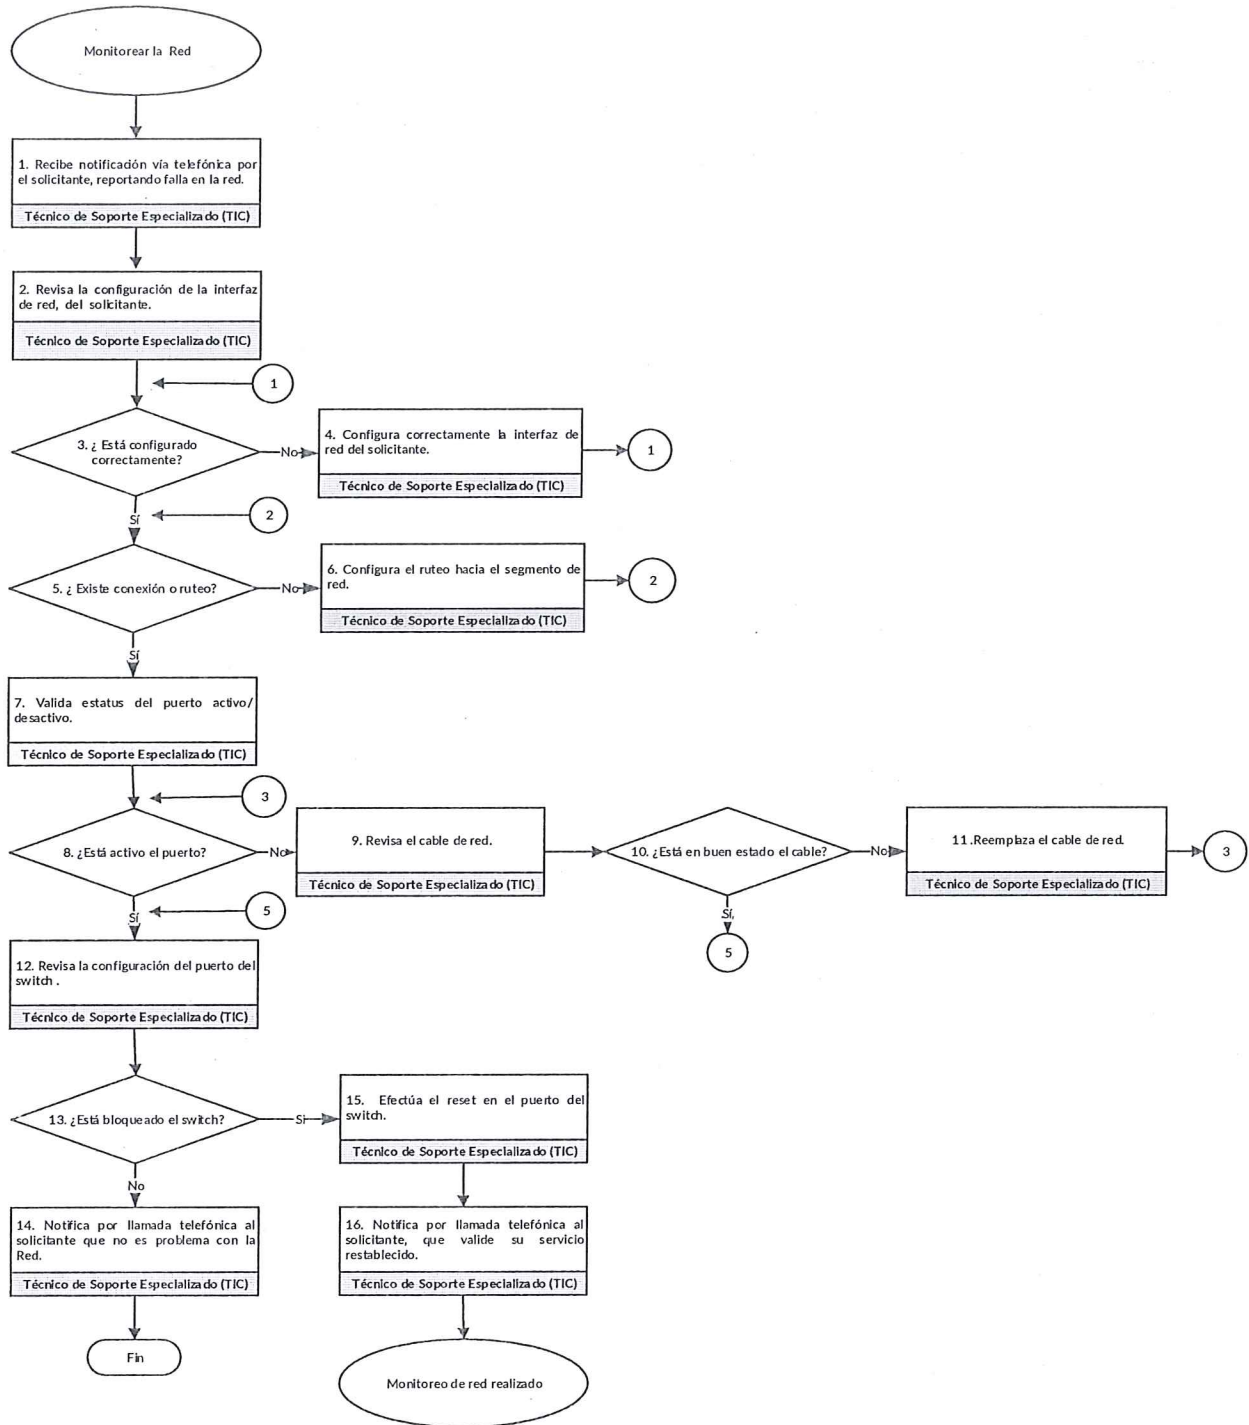 Monitorear la Red
1. Recibe notificación vía telefónica por
el solicitante, reportando falla en la red.
Técnico de Soporte Especializado (TIC)
2. Revisa la configuración de la interfaz
de red, del solicitante.
Técnico de Soporte Especializado (TIC)
1
3. ¿ Está configurado
correctamente?
No
4. Configura correctamente la interfaz de
red del solicitante.
Técnico de Soporte Especializado (TIC)
1
Sí
2
5. ¿ Existe conexión o ruteo?
No
6. Configura el ruteo hacia el segmento de
red.
Técnico de Soporte Especializado (TIC)
2
Sí
7. Valida estatus del puerto activo/
desactivo.
Técnico de Soporte Especializado (TIC)
3
8. ¿Está activo el puerto?
No
9. Revisa el cable de red.
Técnico de Soporte Especializado (TIC)
10. ¿Está en buen estado el cable?
No
11.Reemplaza el cable de red.
Técnico de Soporte Especializado (TIC)
3
Sí
5
Sí,
5
12. Revisa la configuración del puerto del
switch .
Técnico de Soporte Especializado (TIC)
13. ¿Está bloqueado el switch?
Si
15. Efectúa el reset en el puerto del
switch.
Técnico de Soporte Especializado (TIC)
No
14. Notifica por llamada telefónica al
solicitante que no es problema con la
Red.
Técnico de Soporte Especializado (TIC)
16. Notifica por llamada telefónica al
solicitante, que valide su servicio
restablecido.
Técnico de Soporte Especializado (TIC)
Fin
Monitoreo de red realizado